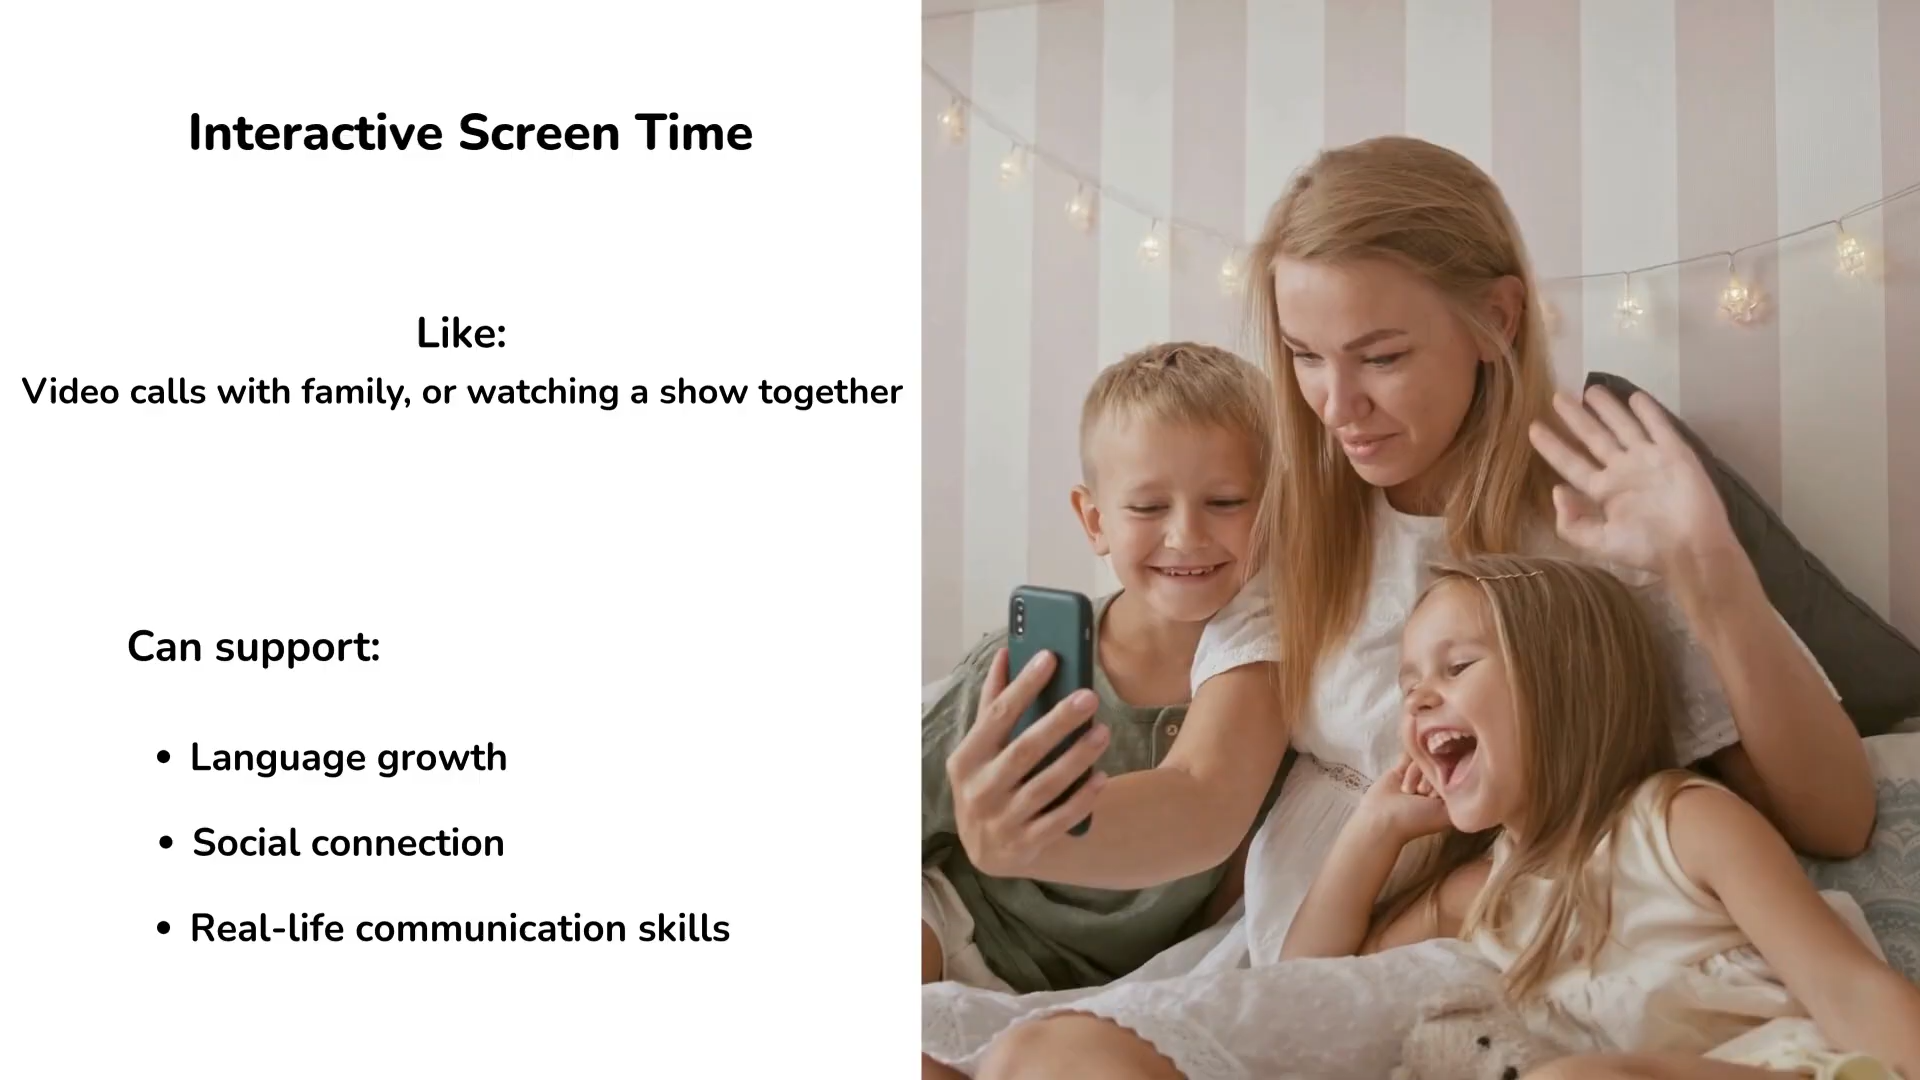 Interactive Screen Time
Like:
Video calls with family, or watching a show together
Can support:
• Language growth
• Social connection
• Real-life communication skills